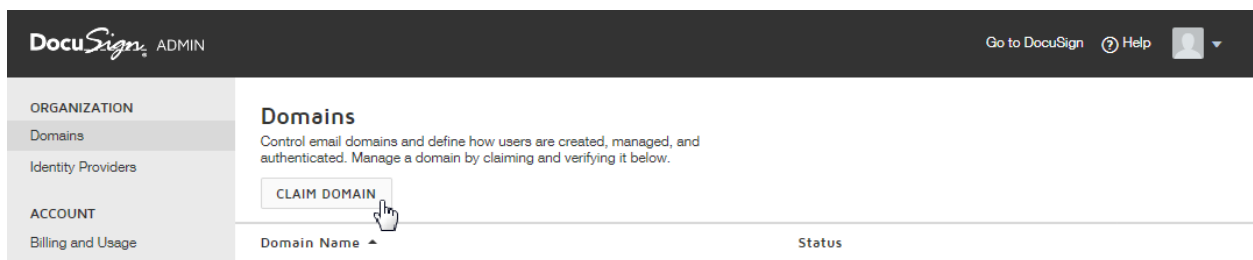 DocuSign ADMIN
Go to DocuSign ? Help
ORGANIZATION
Domains
Identity Providers
ACCOUNT
Billing and Usage
Domains
Control email domains and define how users are created, managed, and
authenticated. Manage a domain by claiming and verifying it below.
CLAIM DOMAIN
Domain Name
Status